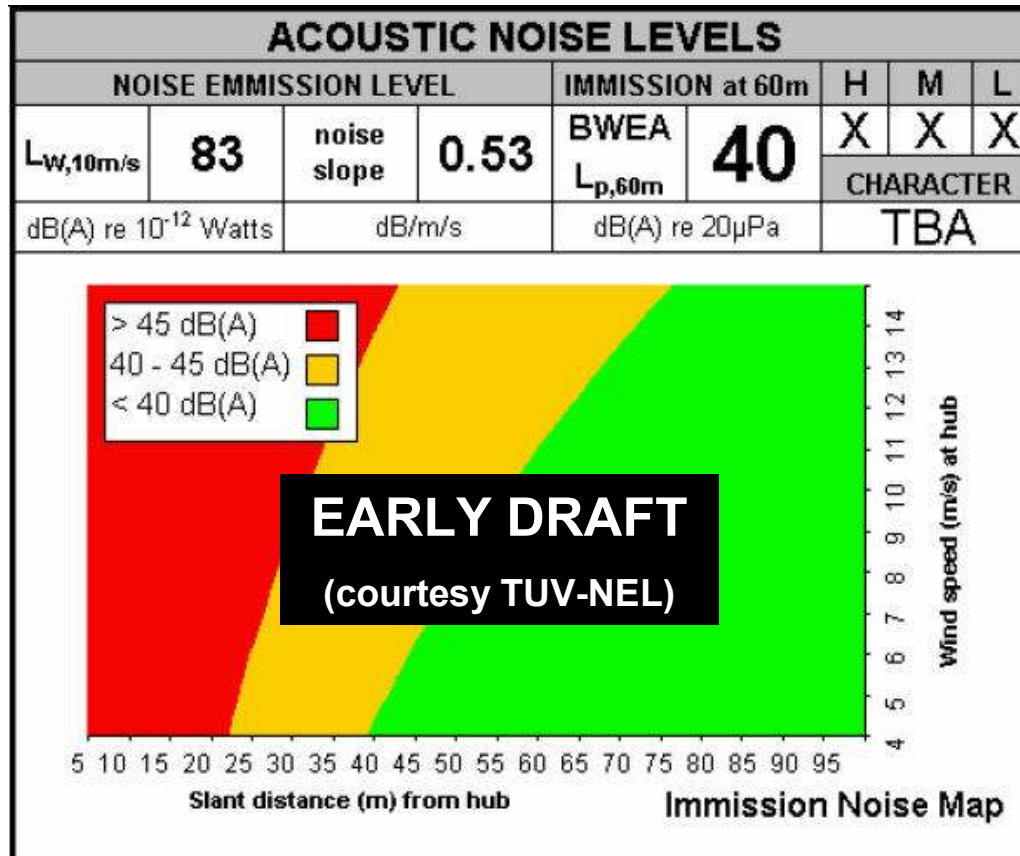 ACOUSTIC NOISE LEVELS
NOISE EMMISSION LEVEL IMMISSION at 60m H M L
LW,10m/s 83 noise slope 0.53 BWEA Lp,60m 40 X X X
CHARACTER
dB(A) re 10-12 Watts dB/m/s dB(A) re 20µPa TBA
> 45 dB(A)
40 - 45 dB(A)
< 40 dB(A)
EARLY DRAFT
(courtesy TUV-NEL)
14
13
12
11
10
9
8
7
6
5
4
Wind speed (m/s) at hub
5 10 15 20 25 30 35 40 45 50 55 60 65 70 75 80 85 90 95
Slant distance (m) from hub
Immission Noise Map